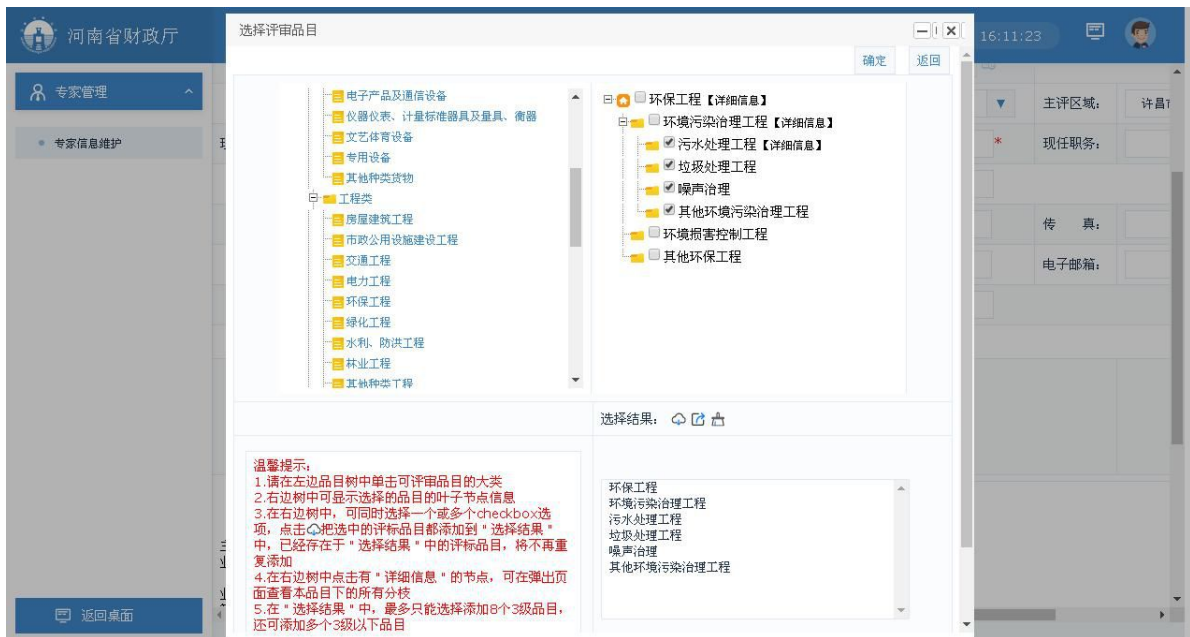 河南省财政厅
选择评审品目
16:11:23
确定 返回
专家管理
专家信息维护
电子产品及通信设备
仪器仪表、计量标准器具及量具、衡器
文艺体育设备
专用设备
其他种类货物
工程类
房屋建筑工程
市政公用设施建设工程
交通工程
电力工程
环保工程
绿化工程
水利、防洪工程
林业工程
其他种类工程
环保工程【详细信息】
环境污染治理工程【详细信息】
污水处理工程【详细信息】
垃圾处理工程
噪声治理
其他环境污染治理工程
环境损害控制工程
其他环保工程
主评区域: 许昌
* 现任职务:
传 真:
电子邮箱:
选择结果:
温馨提示:
1.请在左边品目树中单击可评审品目的大类
2.右边树中可显示选择的品目的叶子节点信息
3.在右边树中，可同时选择一个或多个checkbox选
项，点击把选中的评标品目都添加到"选择结果"
中，已经存在于"选择结果"中的评标品目，将不再重
复添加
4.在右边树中点击有"详细信息"的节点，可在弹出页
面查看本品目下的所有分枝
5.在"选择结果"中，最多只能选择添加8个3级品目，
还可添加多个3级以下品目
环保工程
环境污染治理工程
污水处理工程
垃圾处理工程
噪声治理
其他环境污染治理工程
返回桌面